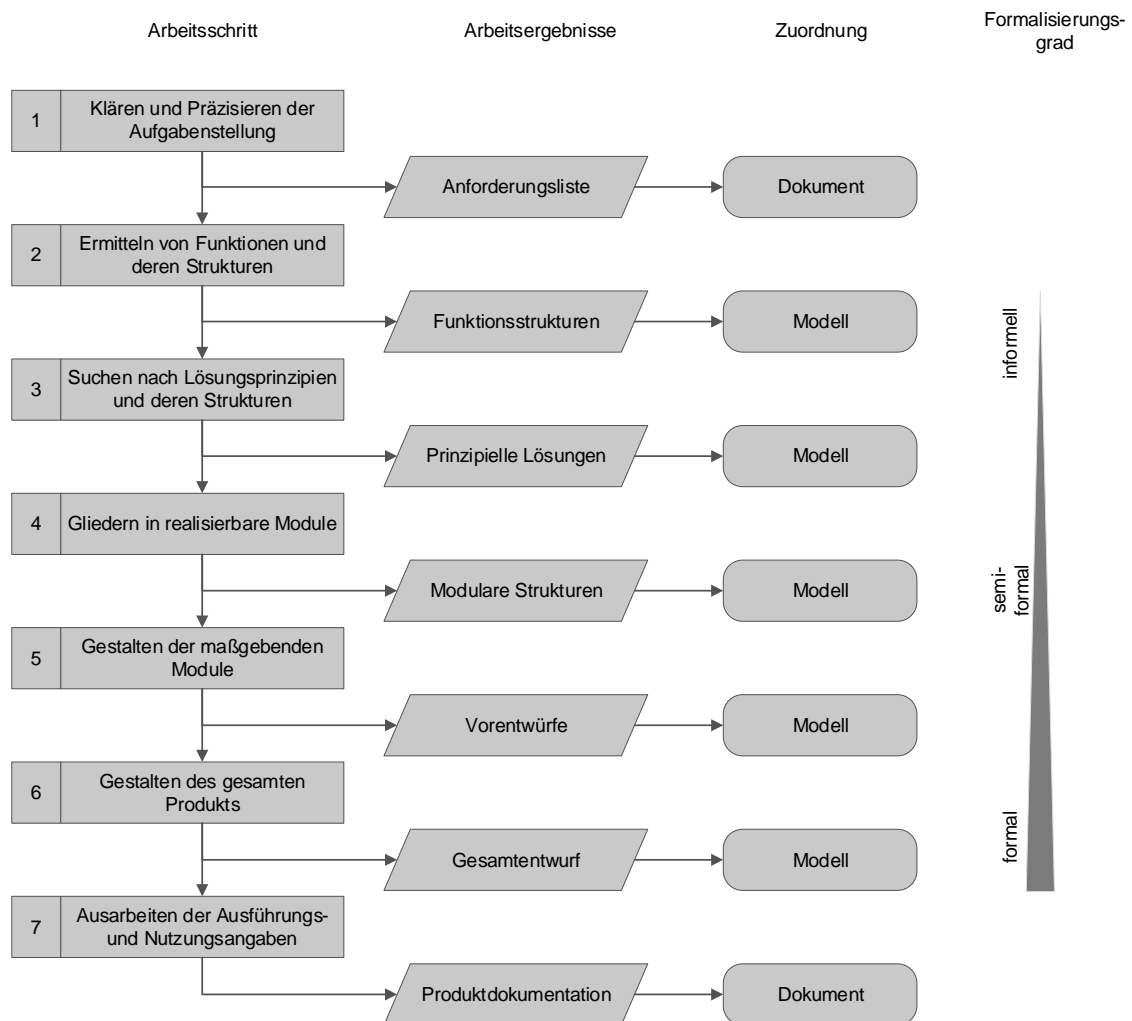 Arbeitsschritt
Arbeitsergebnisse
Zuordnung
Formalisierungs-
grad
1
Klären und Präzisieren der
Aufgabenstellung
Anforderungsliste
Dokument
2
Ermitteln von Funktionen und
deren Strukturen
Funktionsstrukturen
Modell
informell
3
Suchen nach Lösungsprinzipien
und deren Strukturen
Prinzipielle Lösungen
Modell
4
Gliedern in realisierbare Module
Modulare Strukturen
Modell
semi-
formal
5
Gestalten der maßgebenden
Module
Vorentwürfe
Modell
6
Gestalten des gesamten
Produkts
Gesamtentwurf
Modell
formal
7
Ausarbeiten der Ausführungs-
und Nutzungsangaben
Produktdokumentation
Dokument